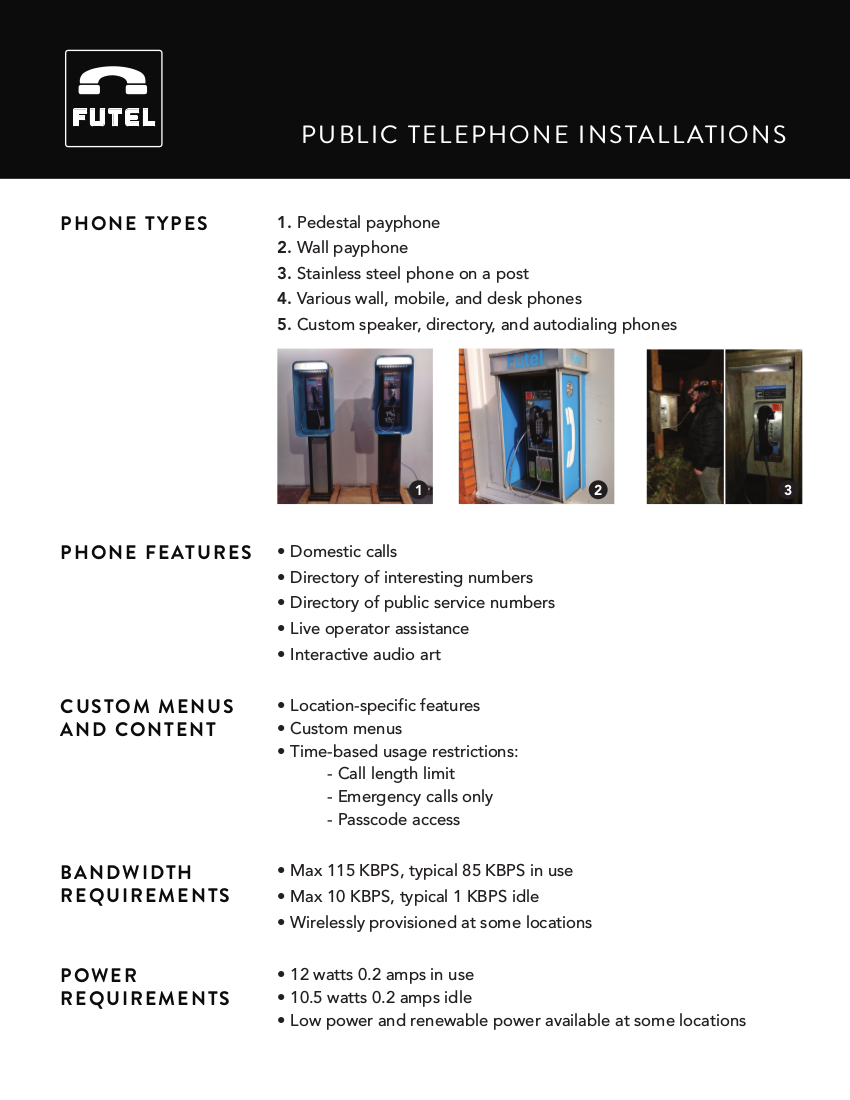 FUTEL
PUBLIC TELEPHONE INSTALLATIONS
PHONE TYPES
1. Pedestal payphone
2. Wall payphone
3. Stainless steel phone on a post
4. Various wall, mobile, and desk phones
5. Custom speaker, directory, and autodialing phones
Futel
1
2
3
PHONE FEATURES
• Domestic calls
• Directory of interesting numbers
• Directory of public service numbers
• Live operator assistance
• Interactive audio art
CUSTOM MENUS
AND CONTENT
• Location-specific features
• Custom menus
• Time-based usage restrictions:
- Call length limit
- Emergency calls only
- Passcode access
BANDWIDTH
REQUIREMENTS
• Max 115 KBPS, typical 85 KBPS in use
• Max 10 KBPS, typical 1 KBPS idle
• Wirelessly provisioned at some locations
POWER
REQUIREMENTS
• 12 watts 0.2 amps in use
• 10.5 watts 0.2 amps idle
• Low power and renewable power available at some locations